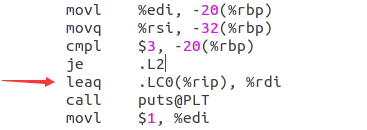 movl %edi, -20(%rbp)
movq %rsi, -32(%rbp)
cmpl $3, -20(%rbp)
je .L2
leaq .LC0(%rip), %rdi
call puts@PLT
movl $1, %edi